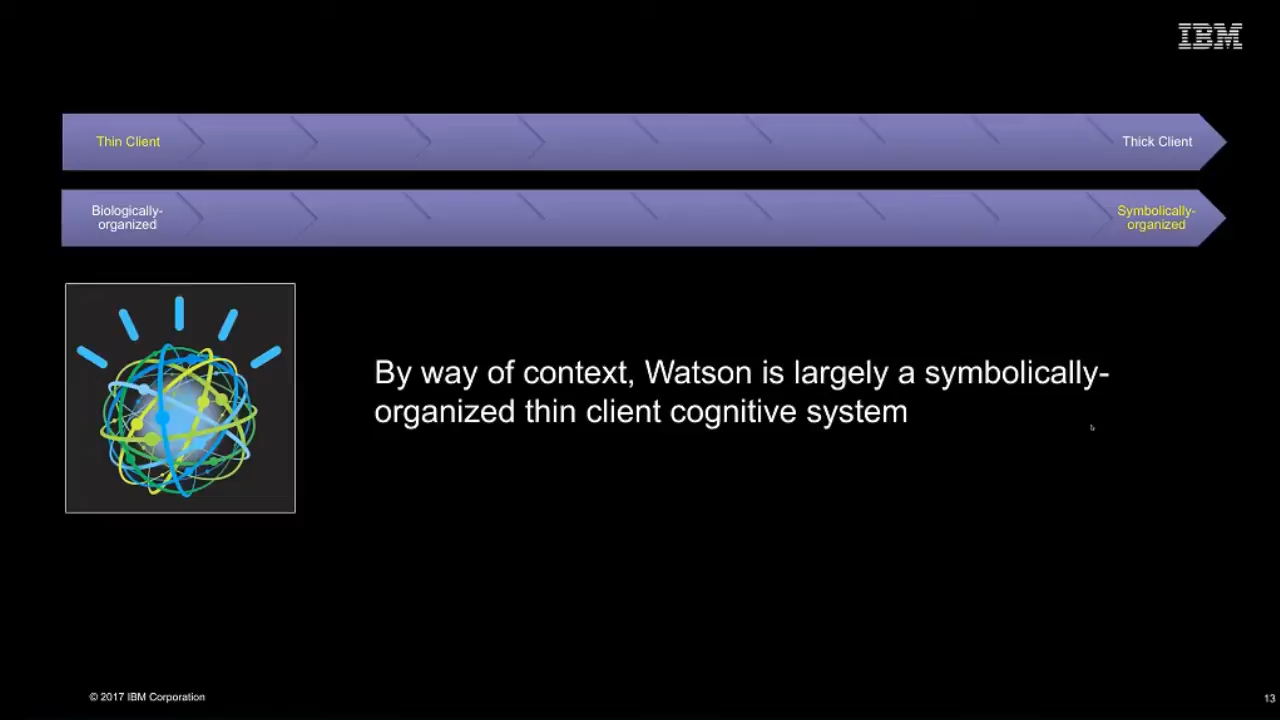 IBM
Thin Client
Thick Client
Biologically-
organized
Symbolically-
organized
By way of context, Watson is largely a symbolically-
organized thin client cognitive system
© 2017 IBM Corporation
13